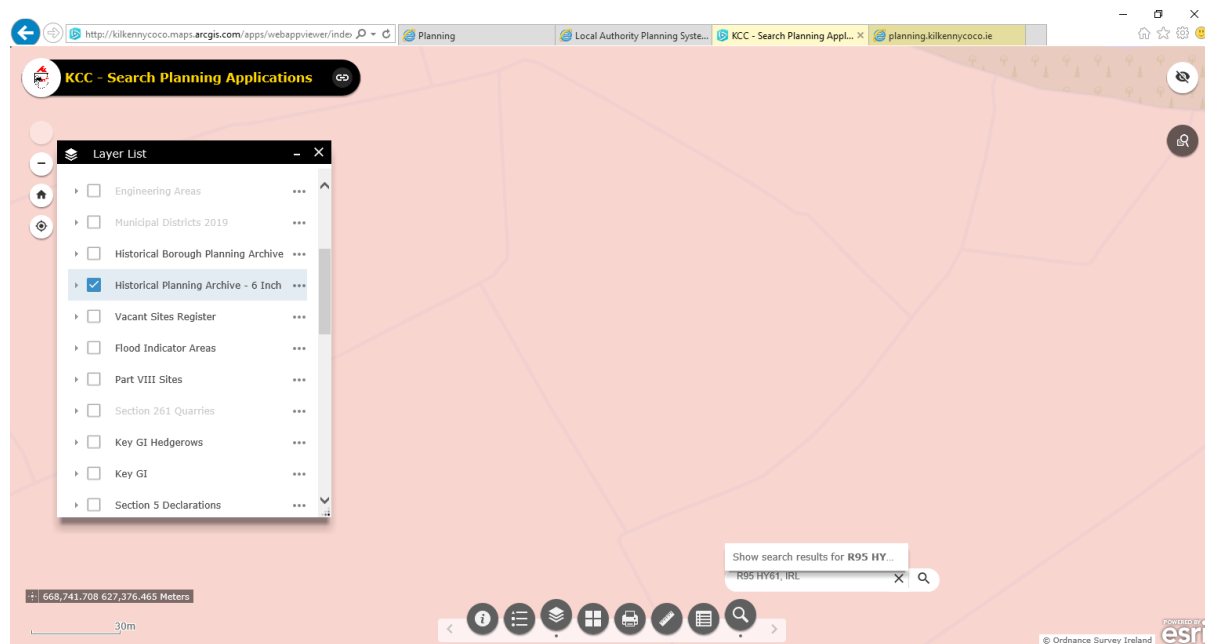 http://kilkennycoco.maps.arcgis.com/apps/webappviewer/index
Planning
Local Authority Planning Syste...
KCC - Search Planning Appl...
planning.kilkennycoco.ie
KCC - Search Planning Applications
Layer List
Engineering Areas
Municipal Districts 2019
Historical Borough Planning Archive
Historical Planning Archive - 6 Inch
Vacant Sites Register
Flood Indicator Areas
Part VIII Sites
Section 261 Quarries
Key GI Hedgerows
Key GI
Section 5 Declarations
Show search results for R95 HY...
R95 HY61, IRL
668,741.708 627,376.465 Meters
30m
© Ordnance Survey Ireland
POWERED BY
esri